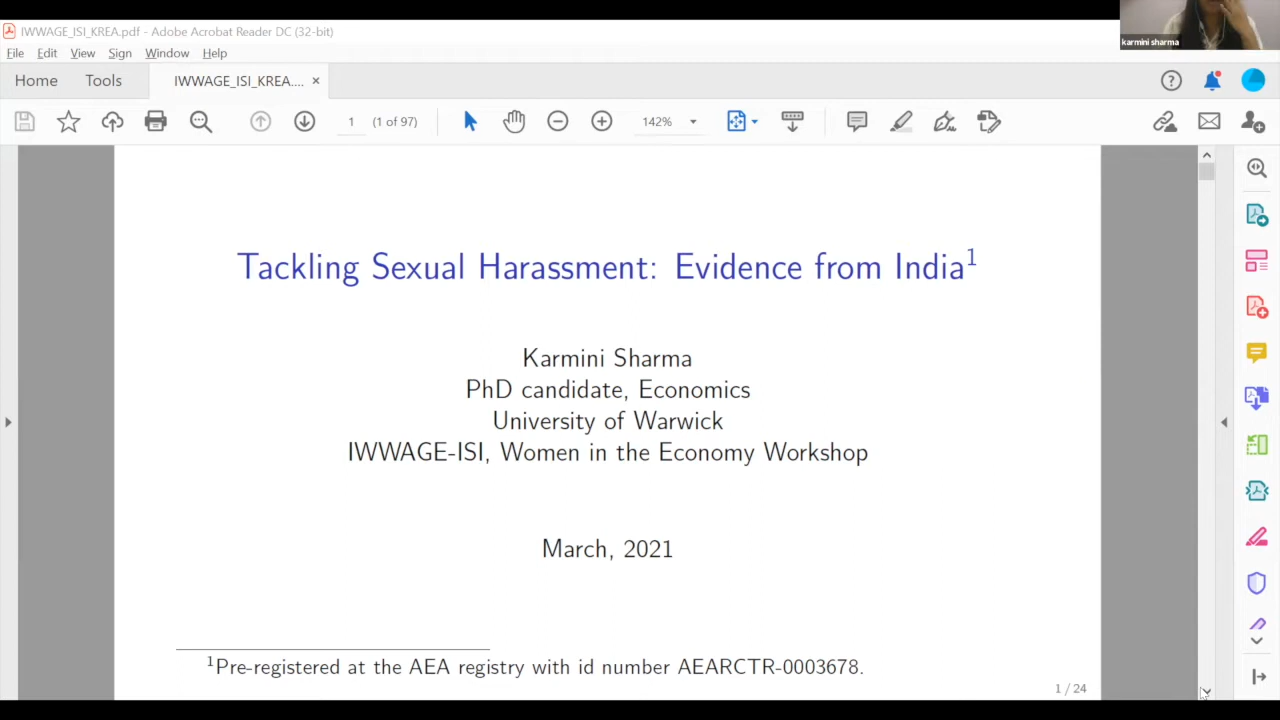 IWWAGE_ISI_KREA.pdf - Adobe Acrobat Reader DC (32-bit)
karmini sharma
File Edit View Sign Window Help
Home Tools IWWAGE_ISI_KREA.... ×
1 (1 of 97) 142%
Tackling Sexual Harassment: Evidence from India1
Karmini Sharma
PhD candidate, Economics
University of Warwick
IWWAGE-ISI, Women in the Economy Workshop
March, 2021
1Pre-registered at the AEA registry with id number AEARCTR-0003678.
1 / 24